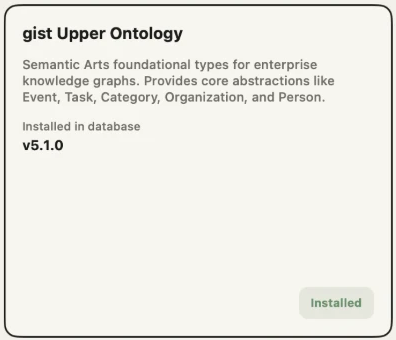 gist Upper Ontology
Semantic Arts foundational types for enterprise
knowledge graphs. Provides core abstractions like
Event, Task, Category, Organization, and Person.
Installed in database
v5.1.0
Installed